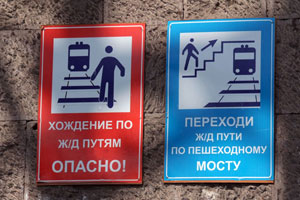 ХОЖДЕНИЕ ПО
Ж/Д ПУТЯМ
ОПАСНО!
ПЕРЕХОДИ
Ж/Д ПУТИ
ПО ПЕШЕХОДНОМУ
МОСТУ